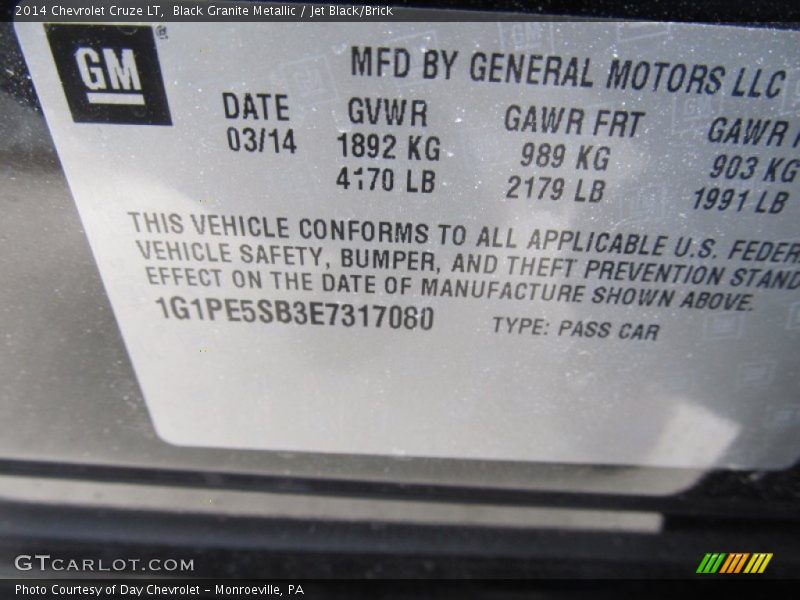 2014 Chevrolet Cruze LT, Black Granite Metallic / Jet Black/Brick
GM
MFD BY GENERAL MOTORS LLC
DATE GVWR GAWR FRT GAWR
03/14 1892 KG 989 KG 903 KG
4170 LB 2179 LB 1991 LB
THIS VEHICLE CONFORMS TO ALL APPLICABLE U.S. FEDER
VEHICLE SAFETY, BUMPER, AND THEFT PREVENTION STAND
EFFECT ON THE DATE OF MANUFACTURE SHOWN ABOVE.
1G1PE5SB3E7317080 TYPE: PASS CAR
GTCARLOT.COM
Photo Courtesy of Day Chevrolet - Monroeville, PA